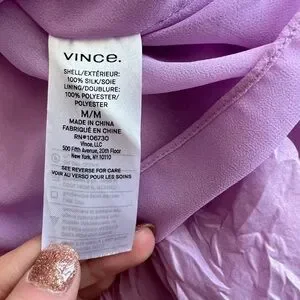 VINCE.
SHELL/EXTÉRIEUR:
100% SILK/SOIE
LINING/DOUBLURE:
100% POLYESTER/
POLYESTER
M/M
MADE IN CHINA
FABRIQUÉ EN CHINE
RN#106730
Vince, LLC
500 Fifth Avenue, 20th Floor
New York, NY 10110
SEE REVERSE FOR CARE
VOIR AU VERSO POUR LES SOINS